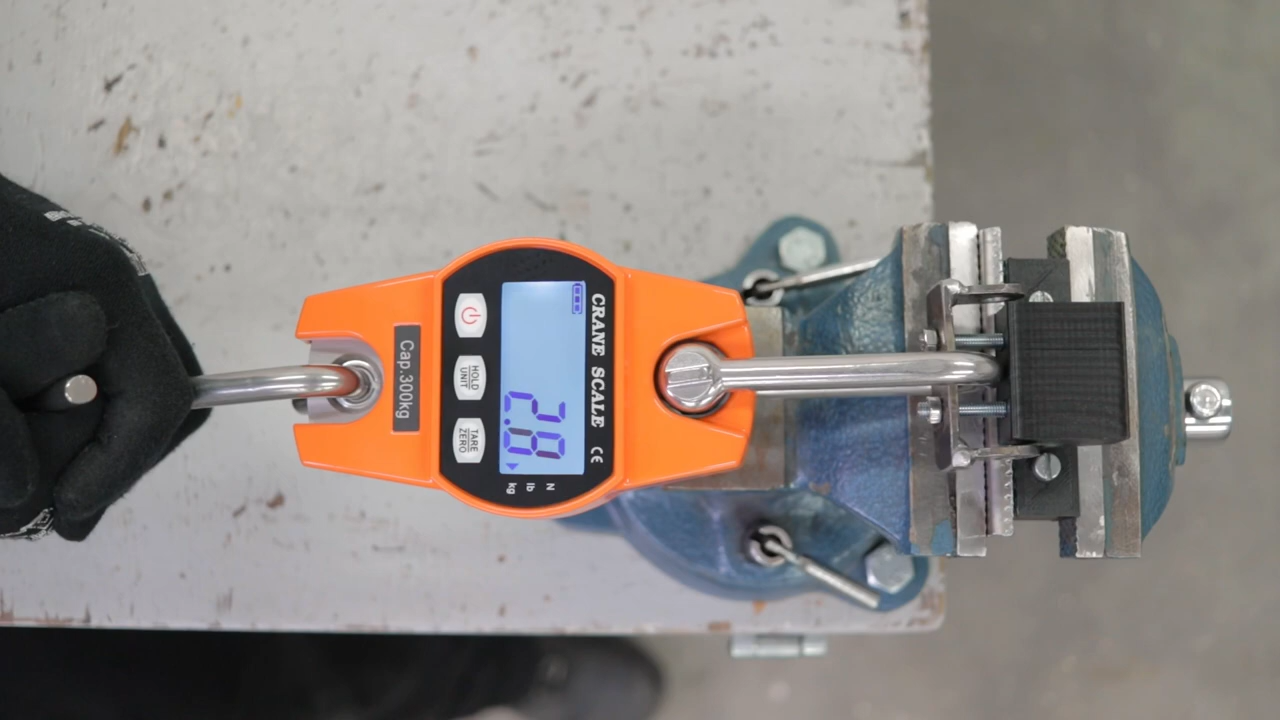 CRANE SCALE CE
2.8
N
lb
kg
HOLD
UNIT
TARE
ZERO
Cap.300kg